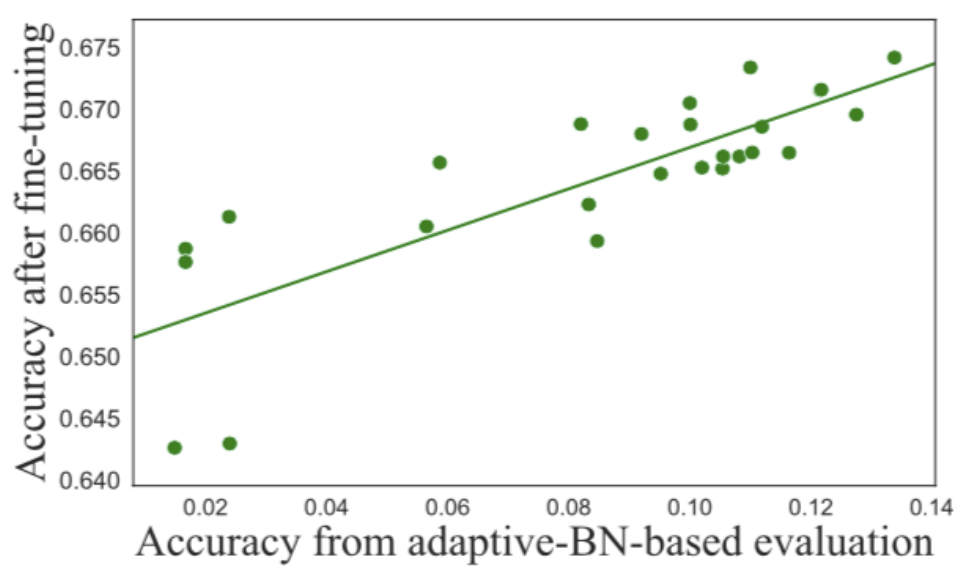 Accuracy after fine-tuning
0.675
0.670
0.665
0.660
0.655
0.650
0.645
0.640
0.02 0.04 0.06 0.08 0.10 0.12 0.14
Accuracy from adaptive-BN-based evaluation